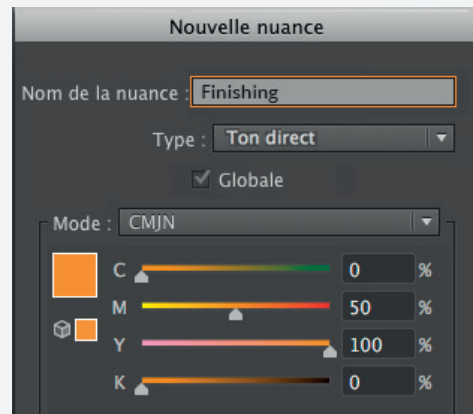 Nouvelle nuance
Nom de la nuance : Finishing
Type : Ton direct
Globale
Mode : CMJN
C 0 %
M 50 %
Y 100 %
K 0 %